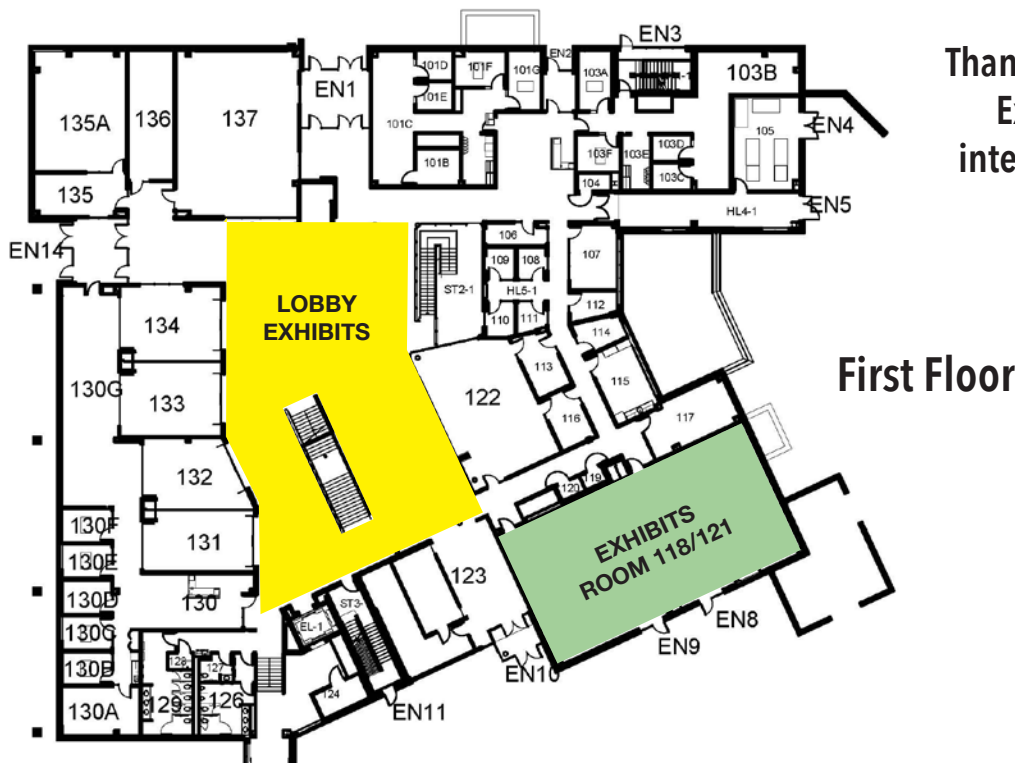 EN3
EN2
Than
Ex
inte
101D
101F
101G
103A
103B
EN1
101E
136
137
135A
101C
105
EN4
103D
103F
103E
101B
103C
104
135
HL4-1
EN5
106
EN14
107
109
108
ST2-1
HL5-1
LOBBY
EXHIBITS
112
110
111
134
114
113
115
First Floor
130G
122
133
116
117
132
119
120
130F
131
EXHIBITS
ROOM 118/121
130E
123
130D
130
ST3-
EL-1
130C
EN8
EN9
128
127
130B
EN10
124
129
126
130A
EN11